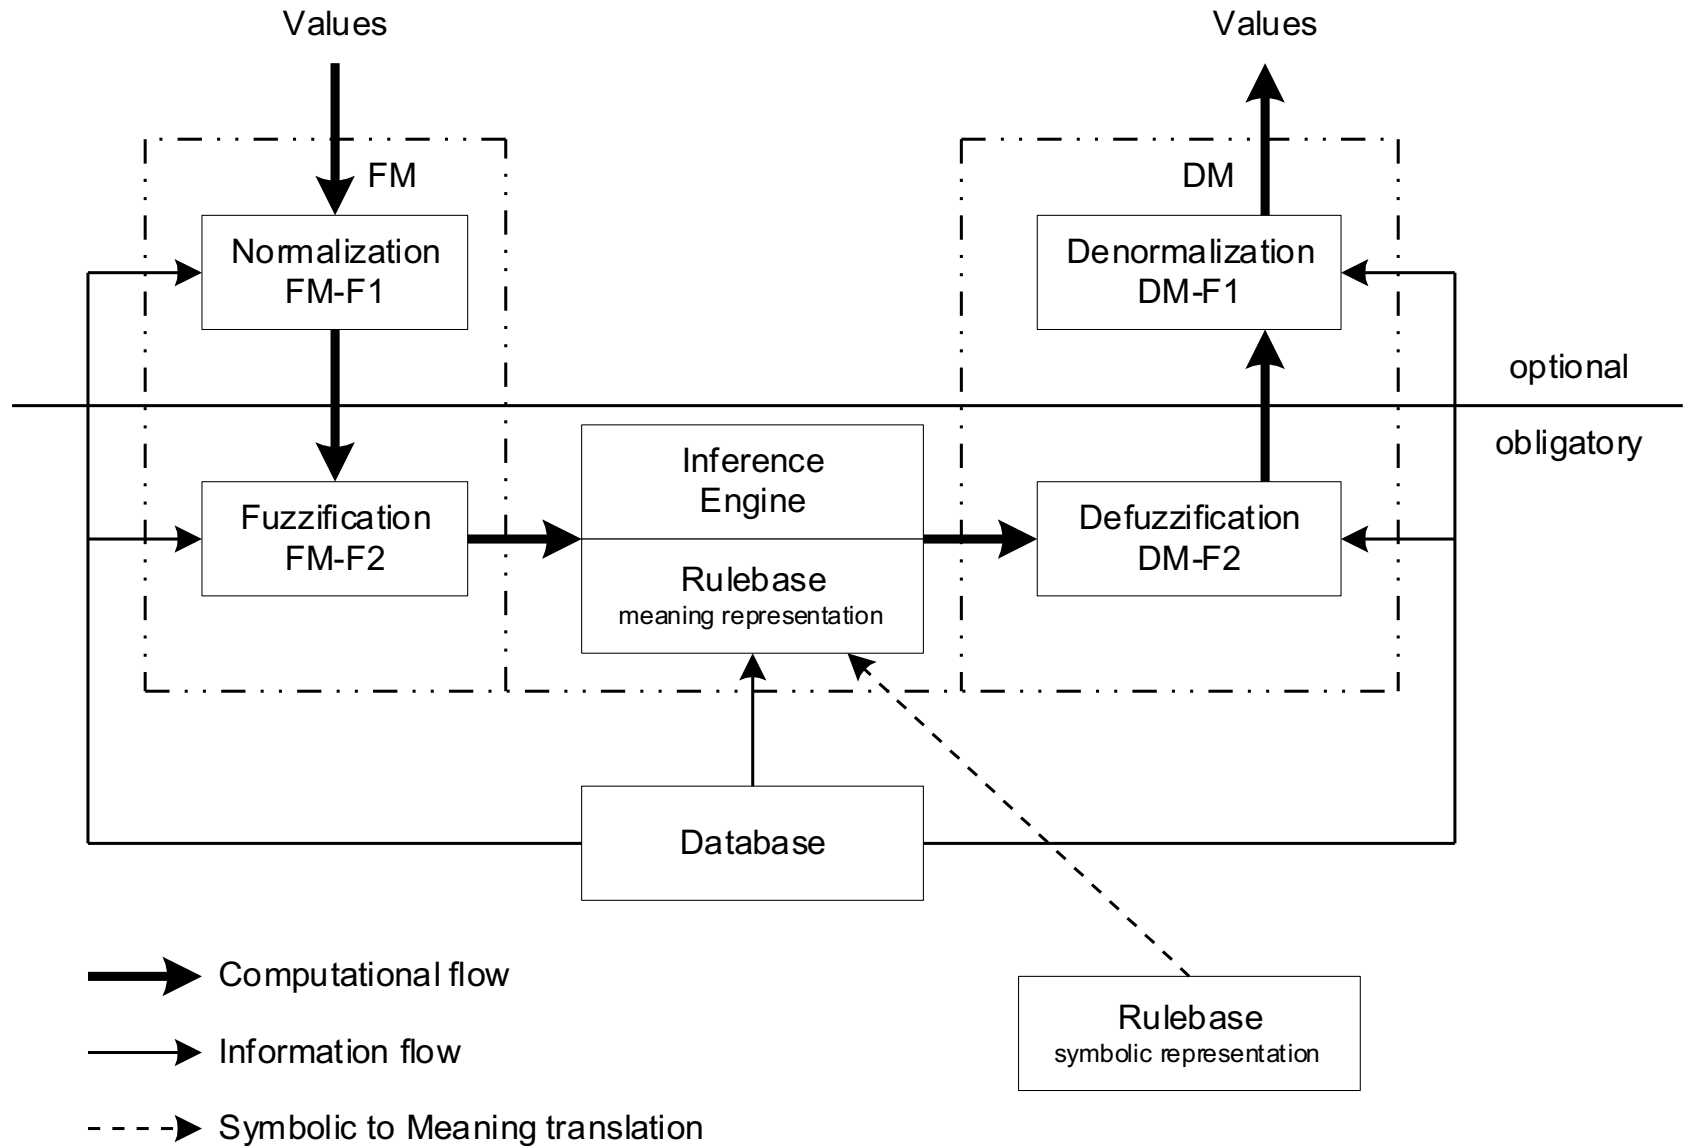 Values
Values
FM
DM
Normalization
FM-F1
Denormalization
DM-F1
optional
obligatory
Fuzzification
FM-F2
Inference
Engine
Rulebase
meaning representation
Defuzzification
DM-F2
Database
Computational flow
Information flow
Symbolic to Meaning translation
Rulebase
symbolic representation